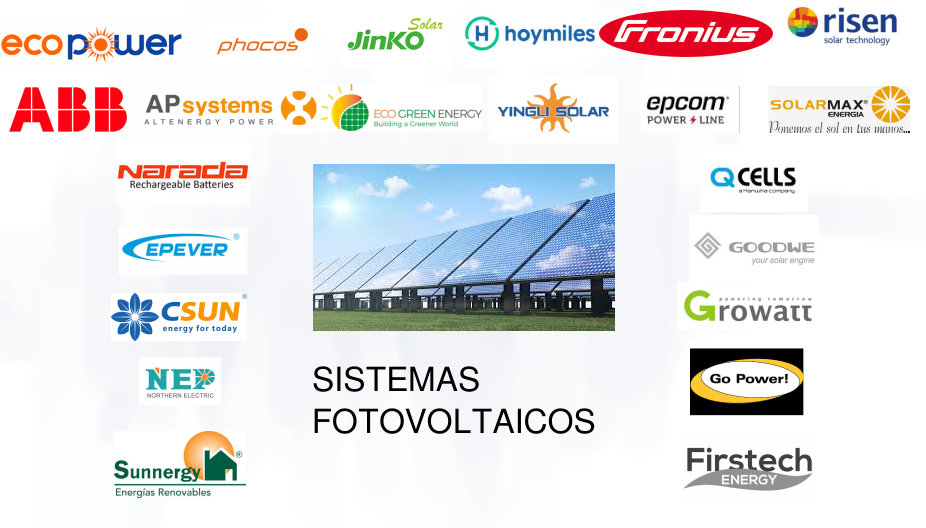 ecopower
phocos
JinKO Solar
hoymiles
Fronius
risen
solar technology
ABB
APsystems
ALTENERGY POWER
ECO GREEN ENERGY
Building a Greener World
YINGLI SOLAR
epcom®
POWER LINE
SOLARMAX®
ENERGIA
Ponemos el sol en tus manos...
Narada
Rechargeable Batteries
Q CELLS
a Hanwha company
EPEVER®
GOODWE
your solar engine
CSUN®
energy for today
powering tomorrow
Growatt
NEP
NORTHERN ELECTRIC
Go Power!
SISTEMAS
FOTOVOLTAICOS
Sunnergy®
Energías Renovables
Firstech
ENERGY